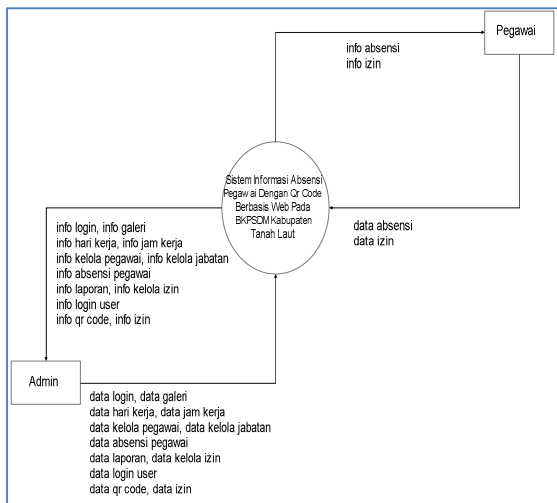 Pegawai
info absensi
info izin
Sistem Informasi Absensi
Pegawai Dengan Qr Code
Berbasis Web Pada
BKPSDM Kabupaten
Tanah Laut
data absensi
data izin
info login, info galeri
info hari kerja, info jam kerja
info kelola pegawai, info kelola jabatan
info absensi pegawai
info laporan, info kelola izin
info login user
info qr code, info izin
Admin
data login, data galeri
data hari kerja, data jam kerja
data kelola pegawai, data kelola jabatan
data absensi pegawai
data laporan, data kelola izin
data login user
data qr code, data izin